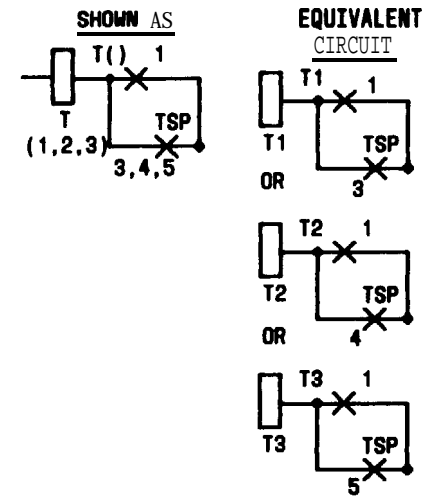 SHOWN AS
T() 1
T
TSP
(1,2,3)
3,4,5
EQUIVALENT
CIRCUIT
T1 1
T1
TSP
OR
3
T2 1
T2
TSP
OR
4
T3 1
T3
TSP
5